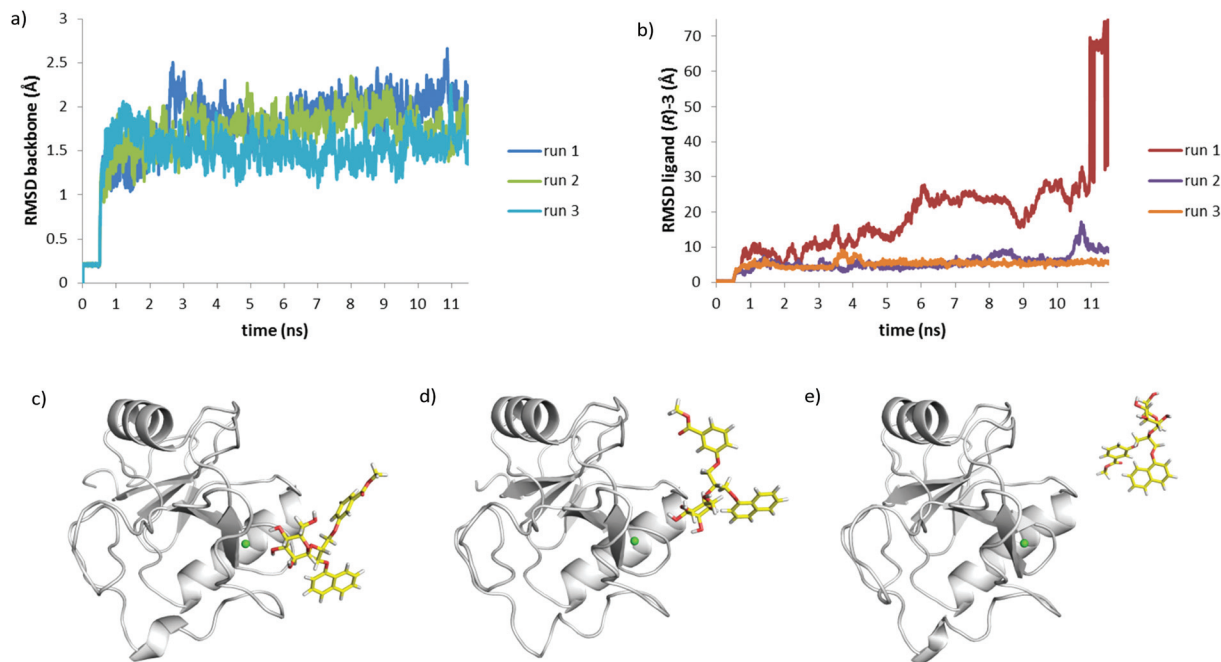 a)
3
2.5
2
1.5
1
0.5
0
RMSD backbone (Å)
0 1 2 3 4 5 6 7 8 9 10 11
time (ns)
run 1
run 2
run 3
b)
70
60
50
40
30
20
10
0
RMSD ligand (R)-3 (Å)
0 1 2 3 4 5 6 7 8 9 10 11
time (ns)
run 1
run 2
run 3
c)
d)
e)